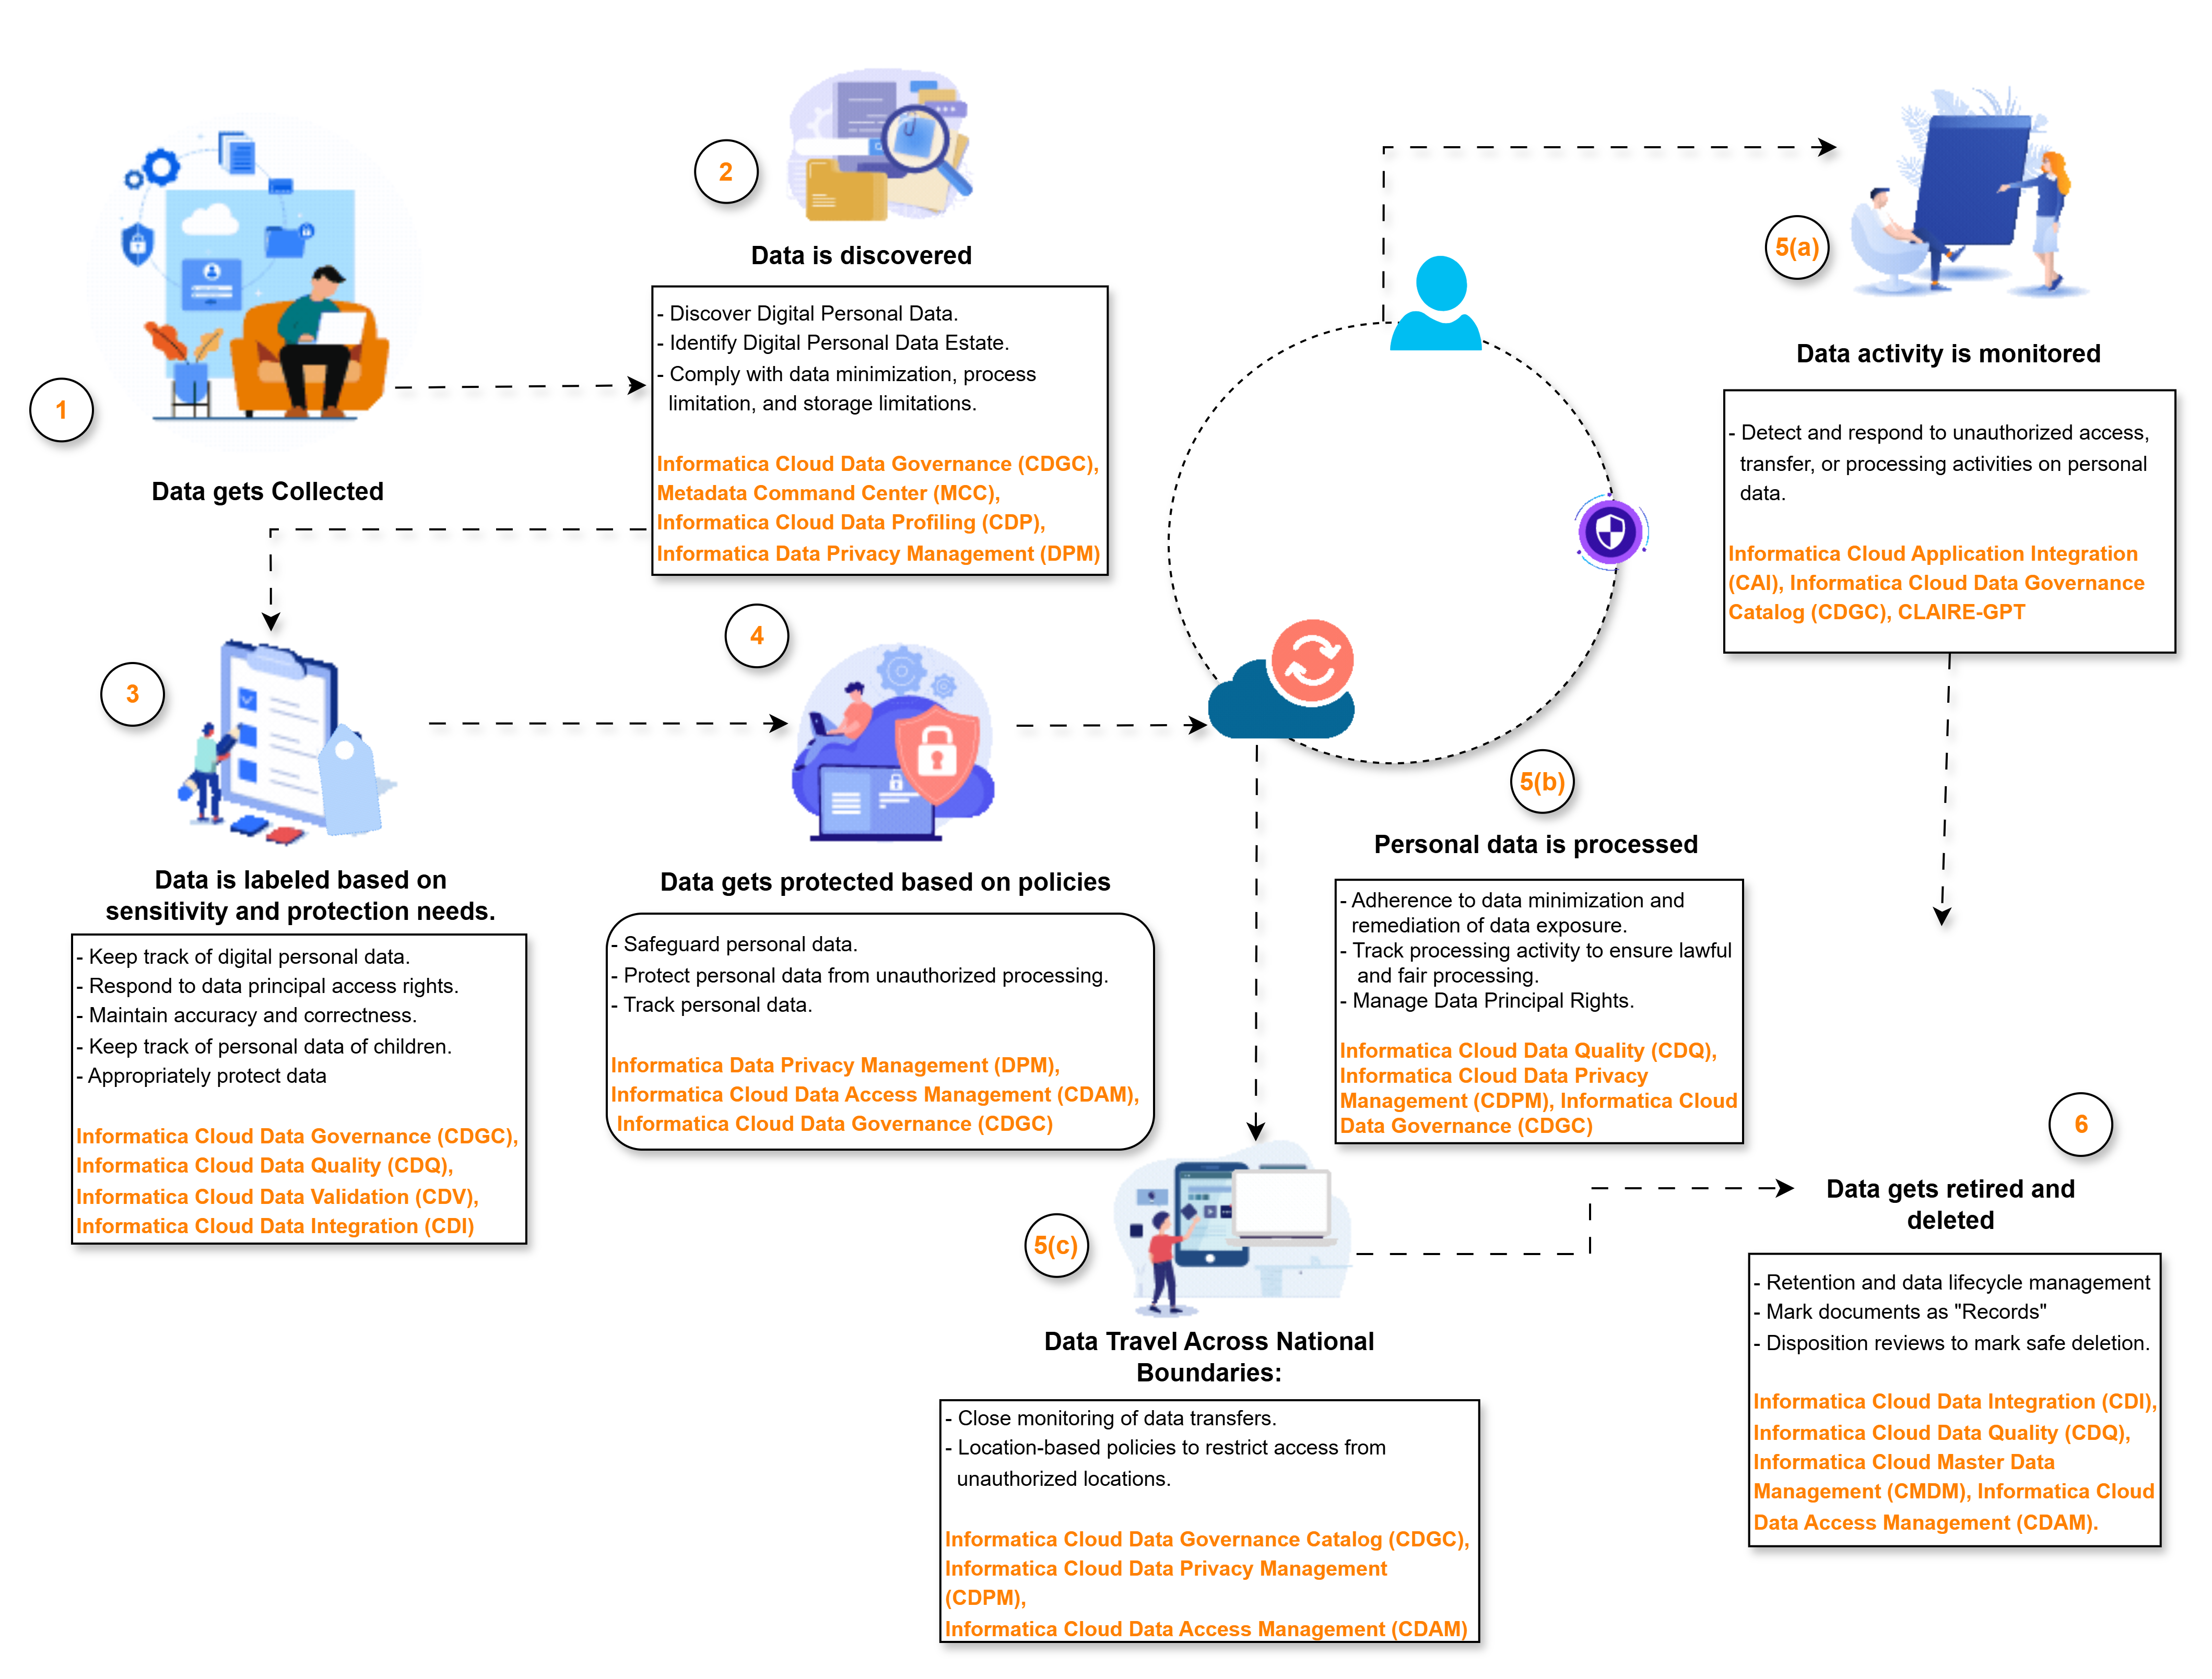 1
Data gets Collected
2
Data is discovered
- Discover Digital Personal Data.
- Identify Digital Personal Data Estate.
- Comply with data minimization, process
limitation, and storage limitations.
Informatica Cloud Data Governance (CDGC),
Metadata Command Center (MCC),
Informatica Cloud Data Profiling (CDP),
Informatica Data Privacy Management (DPM)
3
Data is labeled based on
sensitivity and protection needs.
- Keep track of digital personal data.
- Respond to data principal access rights.
- Maintain accuracy and correctness.
- Keep track of personal data of children.
- Appropriately protect data
Informatica Cloud Data Governance (CDGC),
Informatica Cloud Data Quality (CDQ),
Informatica Cloud Data Validation (CDV),
Informatica Cloud Data Integration (CDI)
4
Data gets protected based on policies
- Safeguard personal data.
- Protect personal data from unauthorized processing.
- Track personal data.
Informatica Data Privacy Management (DPM),
Informatica Cloud Data Access Management (CDAM),
Informatica Cloud Data Governance (CDGC)
5(a)
Data activity is monitored
- Detect and respond to unauthorized access,
transfer, or processing activities on personal
data.
Informatica Cloud Application Integration
(CAI), Informatica Cloud Data Governance
Catalog (CDGC), CLAIRE-GPT
5(b)
Personal data is processed
- Adherence to data minimization and
remediation of data exposure.
- Track processing activity to ensure lawful
and fair processing.
- Manage Data Principal Rights.
Informatica Cloud Data Quality (CDQ),
Informatica Cloud Data Privacy
Management (CDPM), Informatica Cloud
Data Governance (CDGC)
5(c)
Data Travel Across National
Boundaries:
- Close monitoring of data transfers.
- Location-based policies to restrict access from
unauthorized locations.
Informatica Cloud Data Governance Catalog (CDGC),
Informatica Cloud Data Privacy Management
(CDPM),
Informatica Cloud Data Access Management (CDAM)
6
Data gets retired and
deleted
- Retention and data lifecycle management
- Mark documents as "Records"
- Disposition reviews to mark safe deletion.
Informatica Cloud Data Integration (CDI),
Informatica Cloud Data Quality (CDQ),
Informatica Cloud Master Data
Management (CMDM), Informatica Cloud
Data Access Management (CDAM).